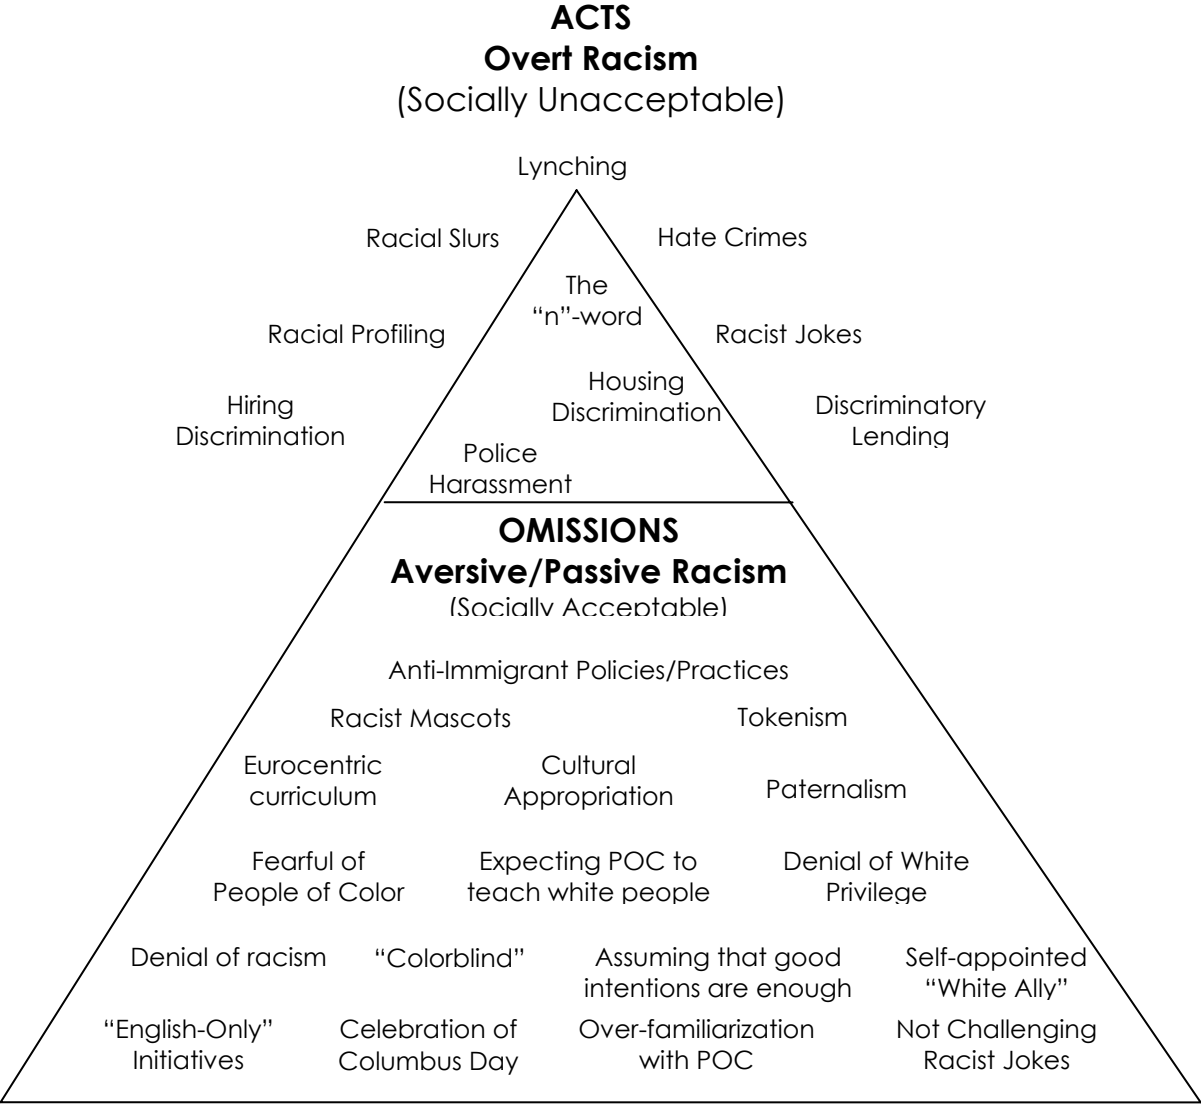 ACTS
Overt Racism
(Socially Unacceptable)
Lynching
Racial Slurs
Hate Crimes
The
“n”-word
Racial Profiling
Racist Jokes
Housing
Discrimination
Hiring
Discrimination
Discriminatory
Lending
Police
Harassment
OMISSIONS
Aversive/Passive Racism
(Socially Acceptable)
Anti-Immigrant Policies/Practices
Racist Mascots
Tokenism
Eurocentric
curriculum
Cultural
Appropriation
Paternalism
Fearful of
People of Color
Expecting POC to
teach white people
Denial of White
Privilege
Denial of racism
“Colorblind”
Assuming that good
intentions are enough
Self-appointed
“White Ally”
“English-Only”
Initiatives
Celebration of
Columbus Day
Over-familiarization
with POC
Not Challenging
Racist Jokes